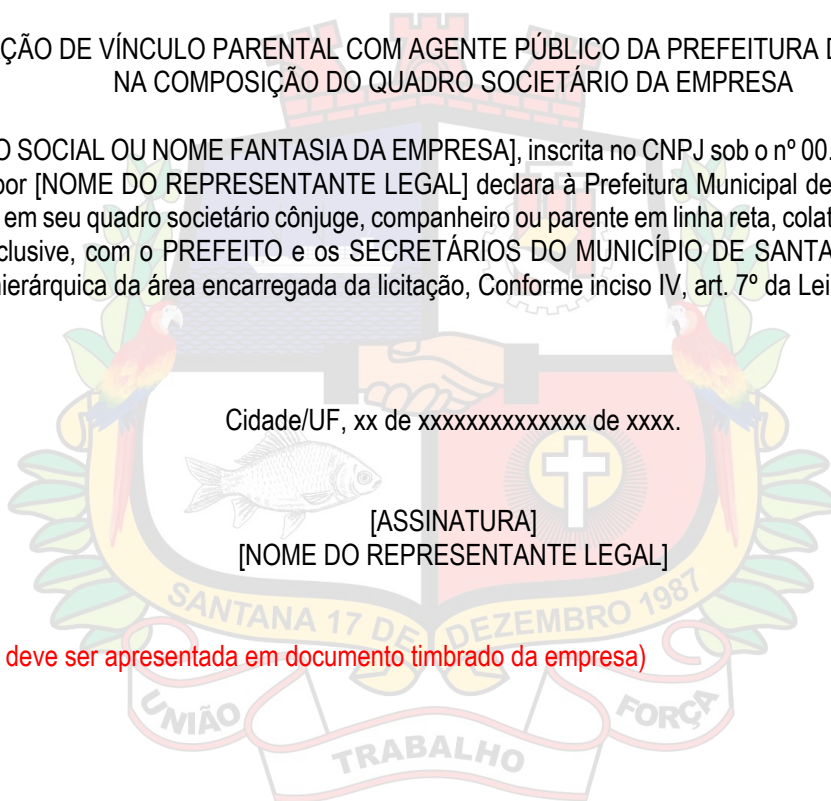 ÇÃO DE VÍNCULO PARENTAL COM AGENTE PÚBLICO DA PREFEITURA
NA COMPOSIÇÃO DO QUADRO SOCIETÁRIO DA EMPRESA
O SOCIAL OU NOME FANTASIA DA EMPRESA], inscrita no CNPJ sob o nº 00.
por [NOME DO REPRESENTANTE LEGAL] declara à Prefeitura Municipal de
em seu quadro societário cônjuge, companheiro ou parente em linha reta, colat
clusive, com o PREFEITO e os SECRETÁRIOS DO MUNICÍPIO DE SANTA
ierárquica da área encarregada da licitação, Conforme inciso IV, art. 7º da Lei
Cidade/UF, xx de xxxxxxxxxxxxxx de xxxx.
[ASSINATURA]
[NOME DO REPRESENTANTE LEGAL]
SANTANA 17 DE DEZEMBRO 1987
deve ser apresentada em documento timbrado da empresa)
UNIÃO TRABALHO FORÇA